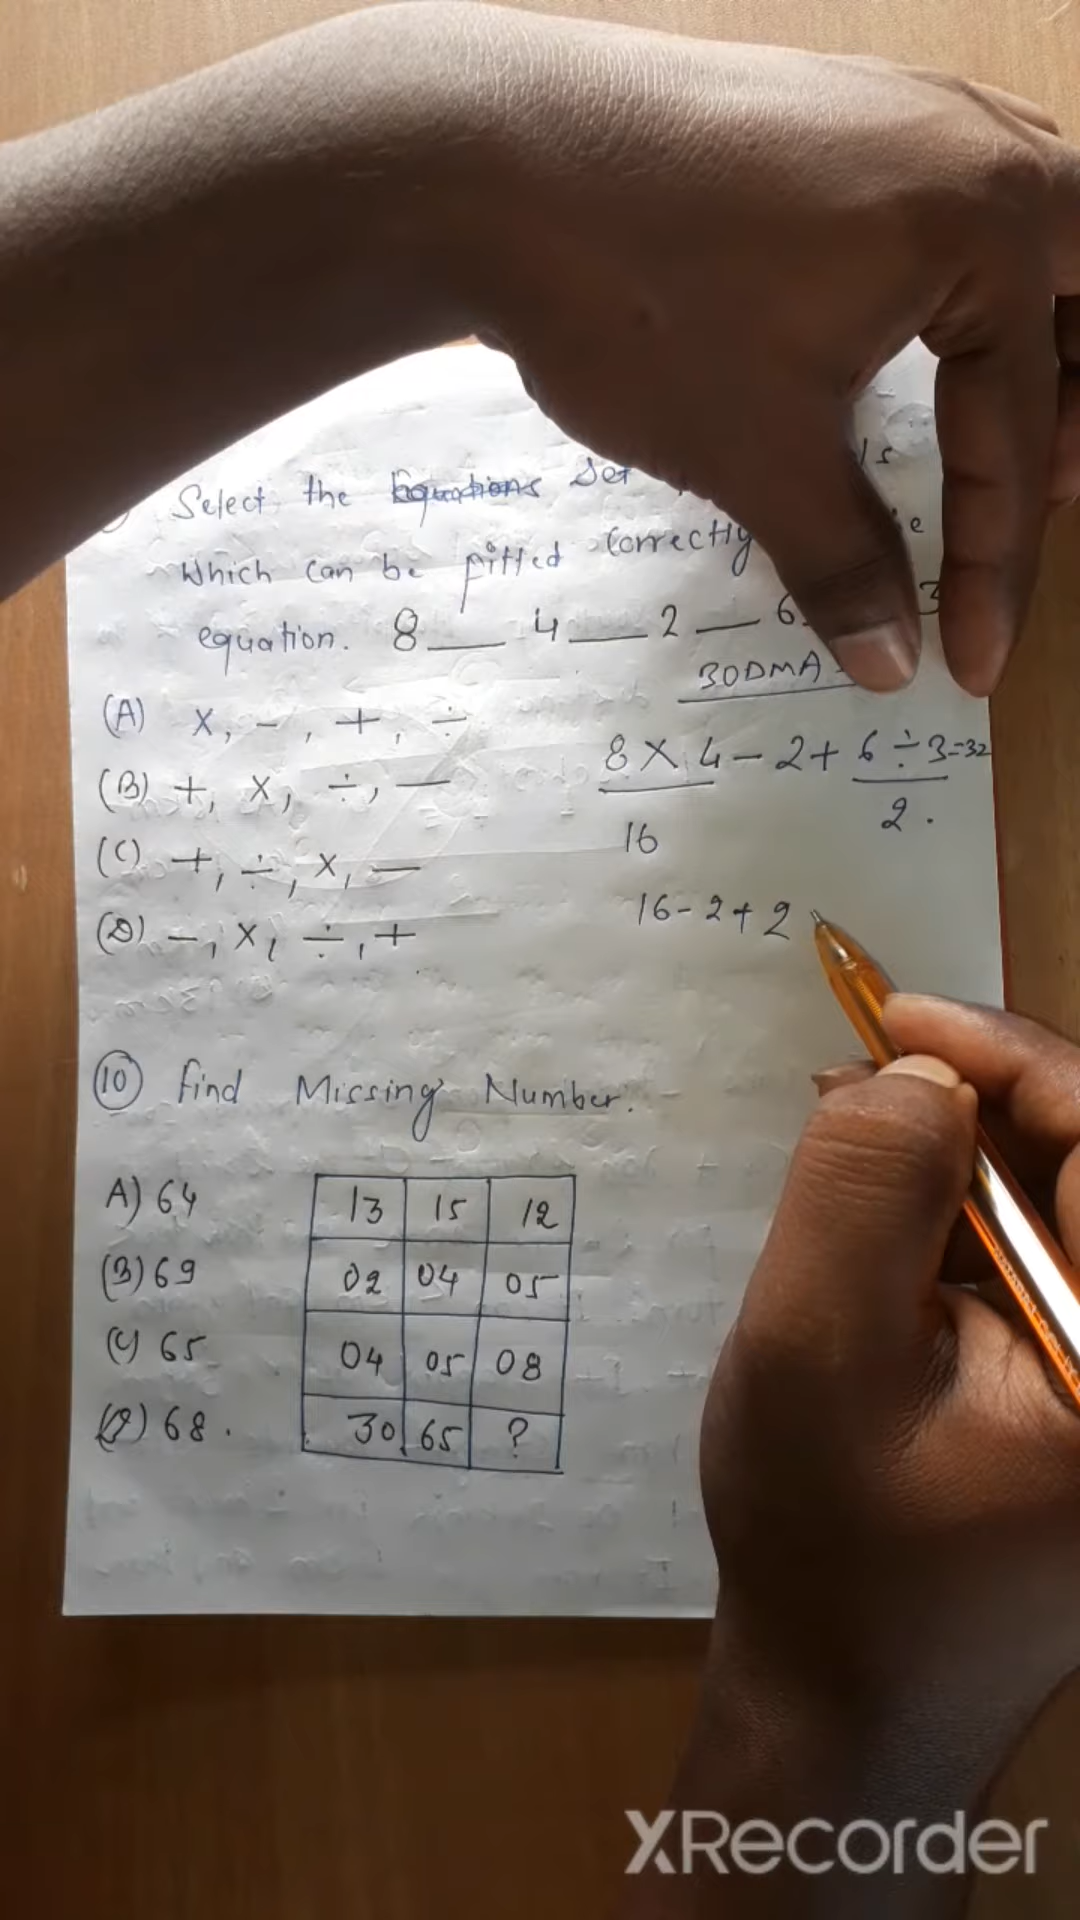 Select the Equations Set
Which can be fitted correctly
equation. 8 __ 4 __ 2 __ 6 3
BODMA
(A) ×, -, +, ÷
8 × 4 - 2 + 6 ÷ 3 = 32
(B) +, ×, ÷, -
2.
(C) +, ÷, ×, -
16
(D) -, ×, ÷, +
16 - 2 + 2
(10) Find Missing Number.
A) 64
(B) 69
(C) 65
(D) 68.
13 15 12
02 04 05
04 05 08
30 65 ?
XRecorder